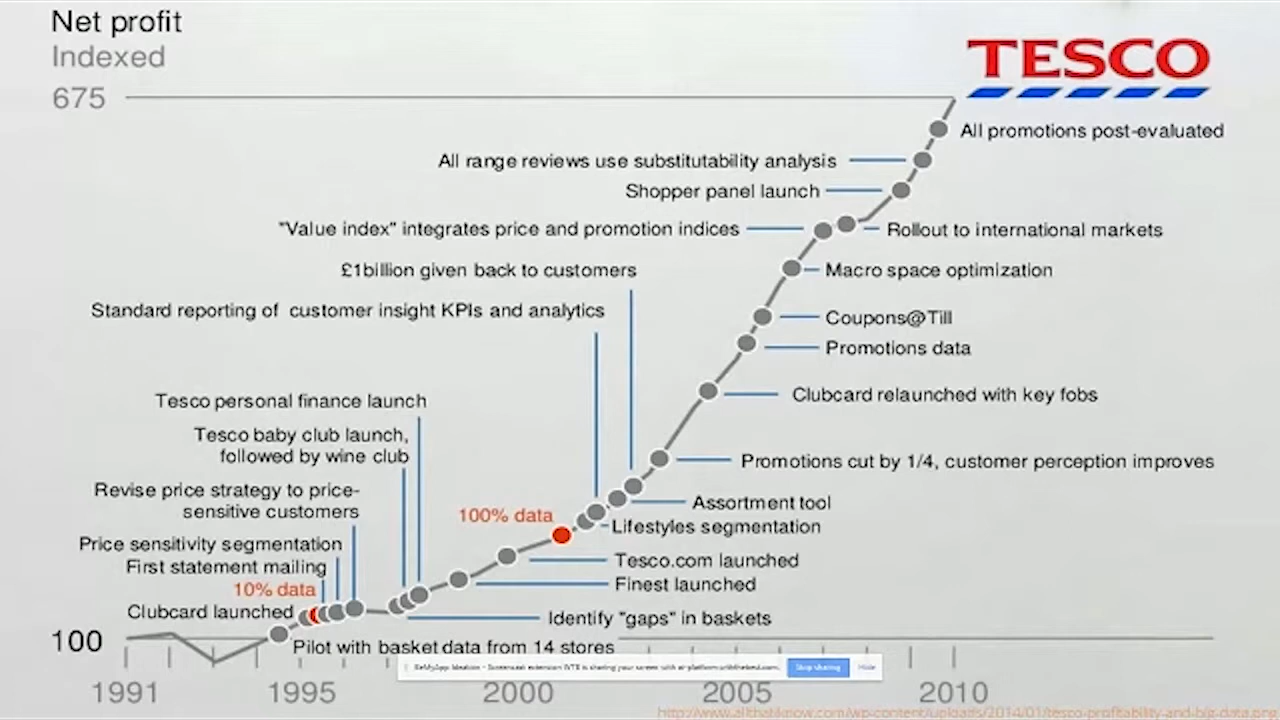 Net profit
Indexed
TESCO
675
All promotions post-evaluated
All range reviews use substitutability analysis
Shopper panel launch
"Value index" integrates price and promotion indices
Rollout to international markets
£1billion given back to customers
Macro space optimization
Standard reporting of customer insight KPIs and analytics
Coupons@Till
Promotions data
Clubcard relaunched with key fobs
Tesco personal finance launch
Tesco baby club launch,
followed by wine club
Promotions cut by 1/4, customer perception improves
Revise price strategy to price-
sensitive customers
Assortment tool
100% data
Lifestyles segmentation
Price sensitivity segmentation
Tesco.com launched
First statement mailing
Finest launched
10% data
Clubcard launched
Identify "gaps" in baskets
100
Pilot with basket data from 14 stores
is sharing your screen with
Stop sharing
Hide
1991
1995
2000
2005
2010